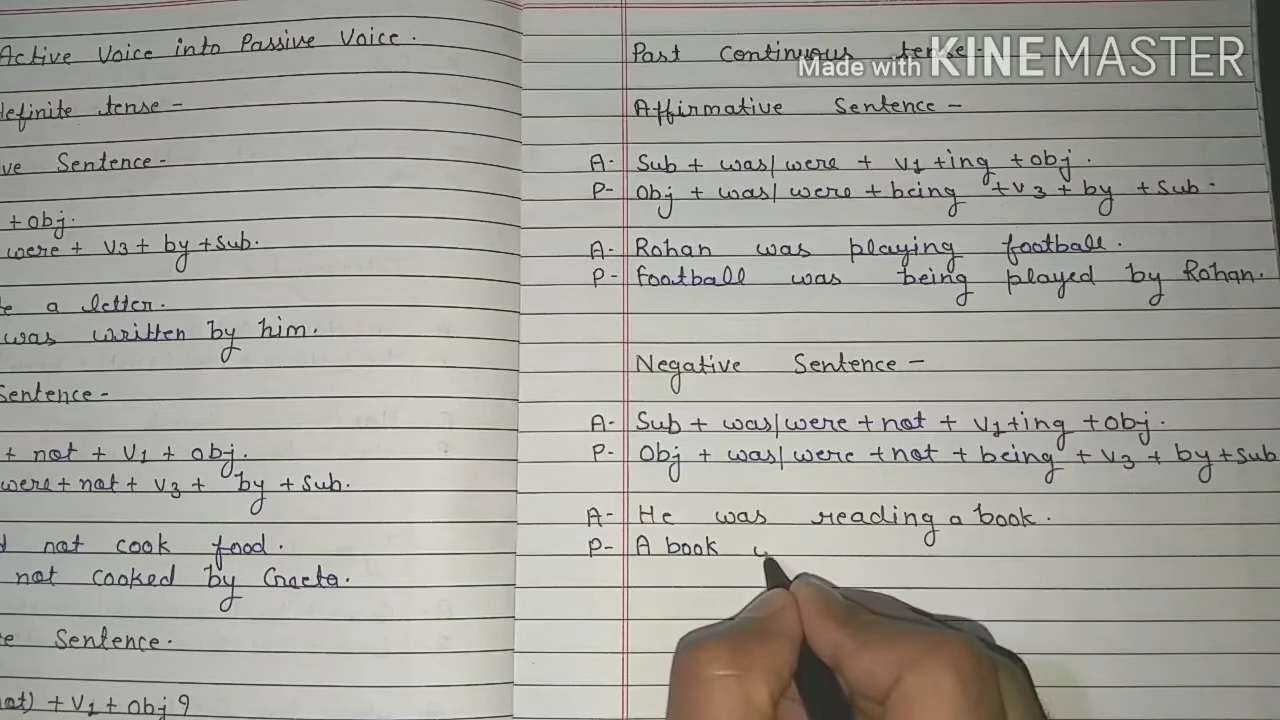 Active Voice into Passive Voice.
definite tense -
ve Sentence -
+ obj.
were + V3 + by + Sub.
te a letter.
was written by him.
Sentence -
+ not + V1 + obj.
were + not + V3 + by + Sub.
not cook food.
not cooked by Geeta.
e Sentence.
not) + V1 + obj ?
Past Continuous tense -
Made with KINEMASTER
Affirmative Sentence -
A- Sub + was/were + V1 + ing + obj.
P- Obj + was/were + being + V3 + by + Sub.
A- Rohan was playing football.
P- Football was being played by Rohan.
Negative Sentence -
A- Sub + was/were + not + V1 + ing + obj.
P- Obj + was/were + not + being + V3 + by + Sub
A- He was reading a book.
P- A book